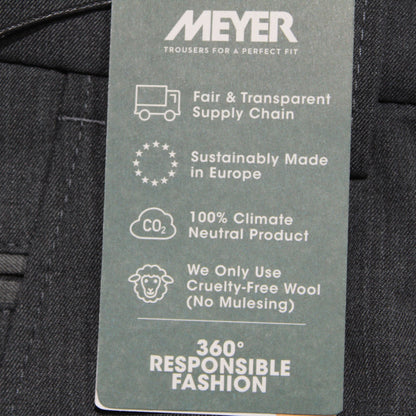 MEYER
TROUSERS FOR A PERFECT FIT
Fair & Transparent
Supply Chain
Sustainably Made
in Europe
CO₂
100% Climate
Neutral Product
We Only Use
Cruelty-Free Wool
(No Mulesing)
360°
RESPONSIBLE
FASHION